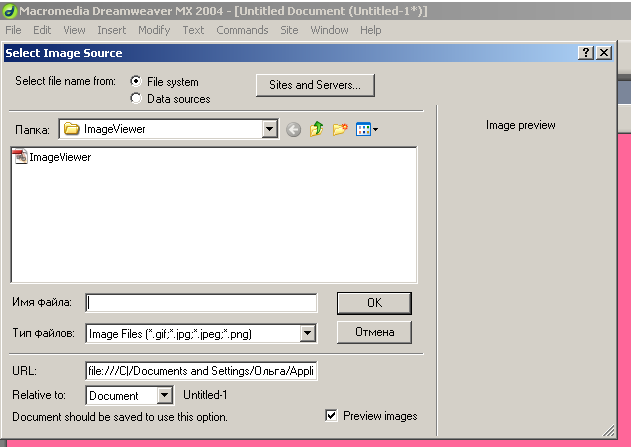 Macromedia Dreamweaver MX 2004 - [Untitled Document (Untitled-1*)]
File Edit View Insert Modify Text Commands Site Window Help
Select Image Source
Select file name from: File system Sites and Servers...
Data sources
Папка: ImageViewer
Image preview
ImageViewer
Имя файла: OK
Тип файлов: Image Files (*.gif;*.jpg;*.jpeg;*.png) Отмена
URL: file:///C|/Documents and Settings/Ольга/Appli
Relative to: Document Untitled-1
Document should be saved to use this option. Preview images